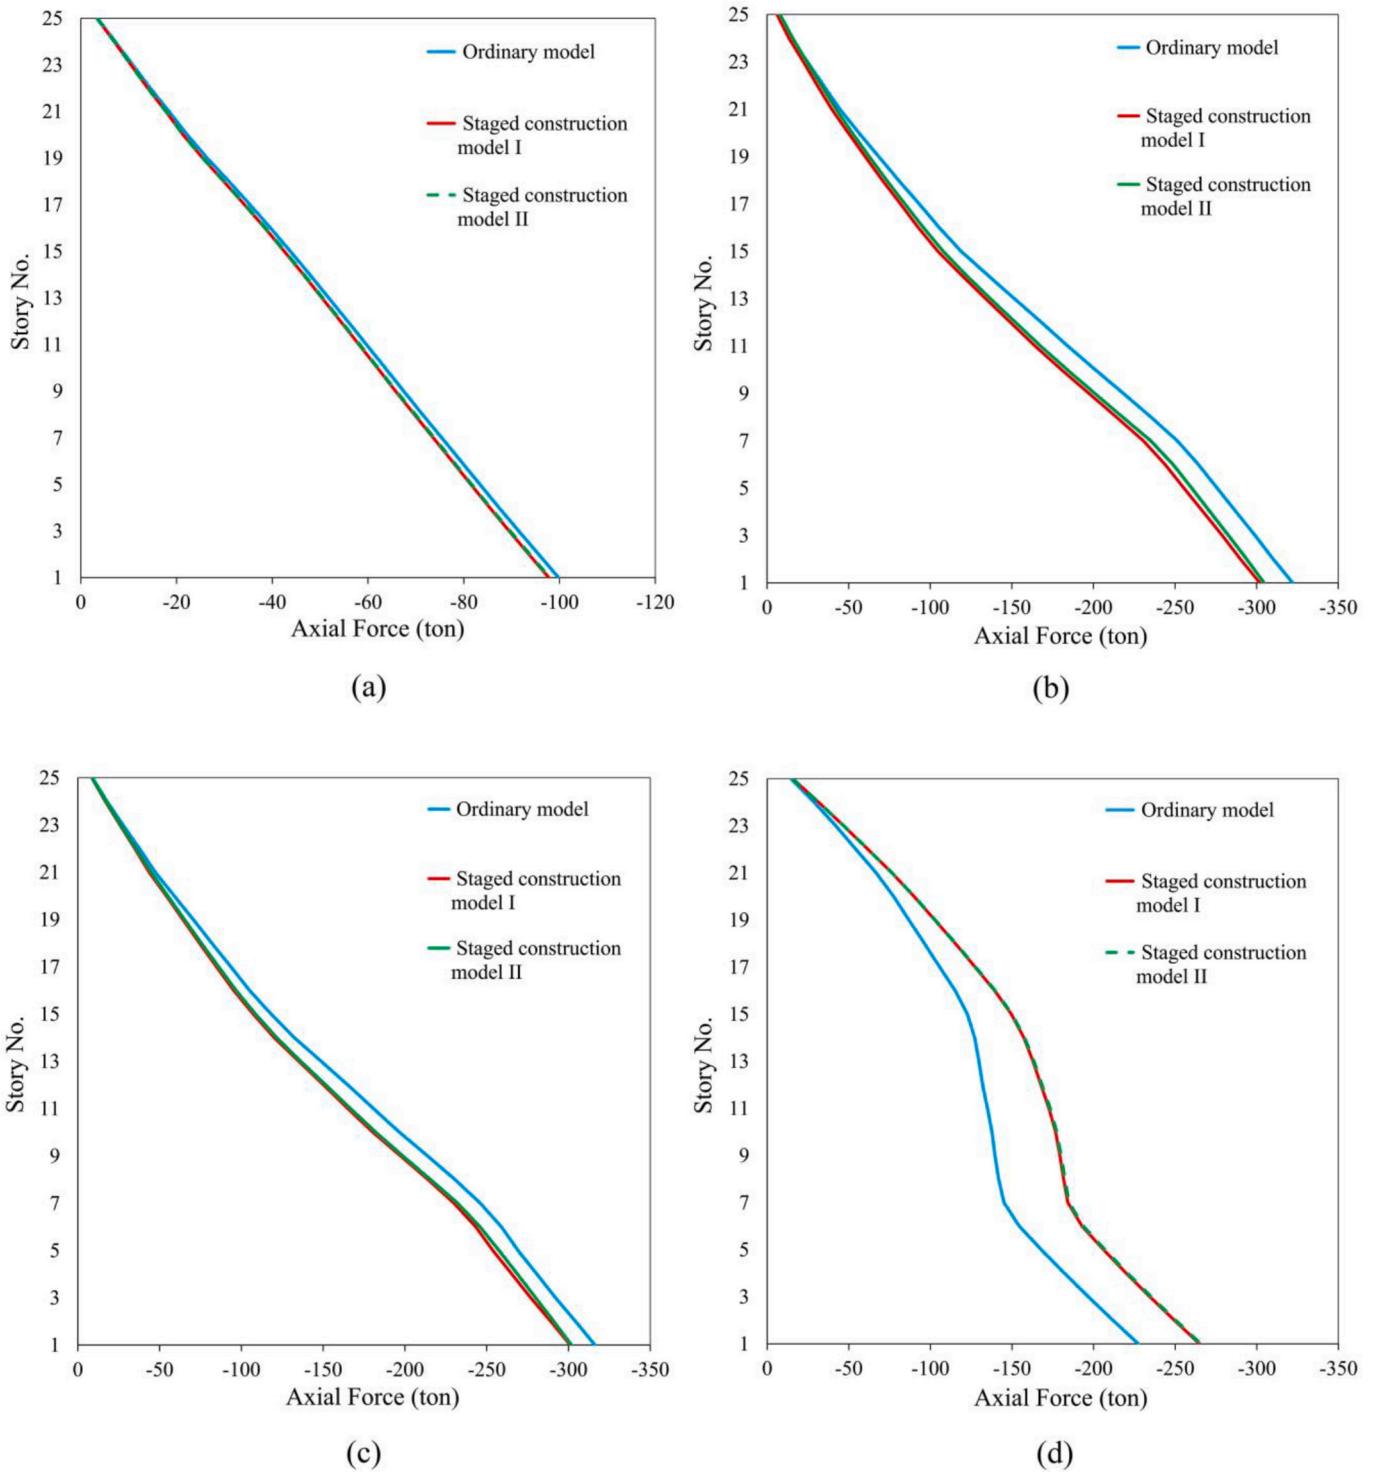 25
23
21
19
17
15
13
11
9
7
5
3
1
Story No.
0 -20 -40 -60 -80 -100 -120
Axial Force (ton)
Ordinary model
Staged construction
model I
Staged construction
model II
(a)
25
23
21
19
17
15
13
11
9
7
5
3
1
Story No.
0 -50 -100 -150 -200 -250 -300 -350
Axial Force (ton)
Ordinary model
Staged construction
model I
Staged construction
model II
(b)
25
23
21
19
17
15
13
11
9
7
5
3
1
Story No.
0 -50 -100 -150 -200 -250 -300 -350
Axial Force (ton)
Ordinary model
Staged construction
model I
Staged construction
model II
(c)
25
23
21
19
17
15
13
11
9
7
5
3
1
Story No.
0 -50 -100 -150 -200 -250 -300 -350
Axial Force (ton)
Ordinary model
Staged construction
model I
Staged construction
model II
(d)